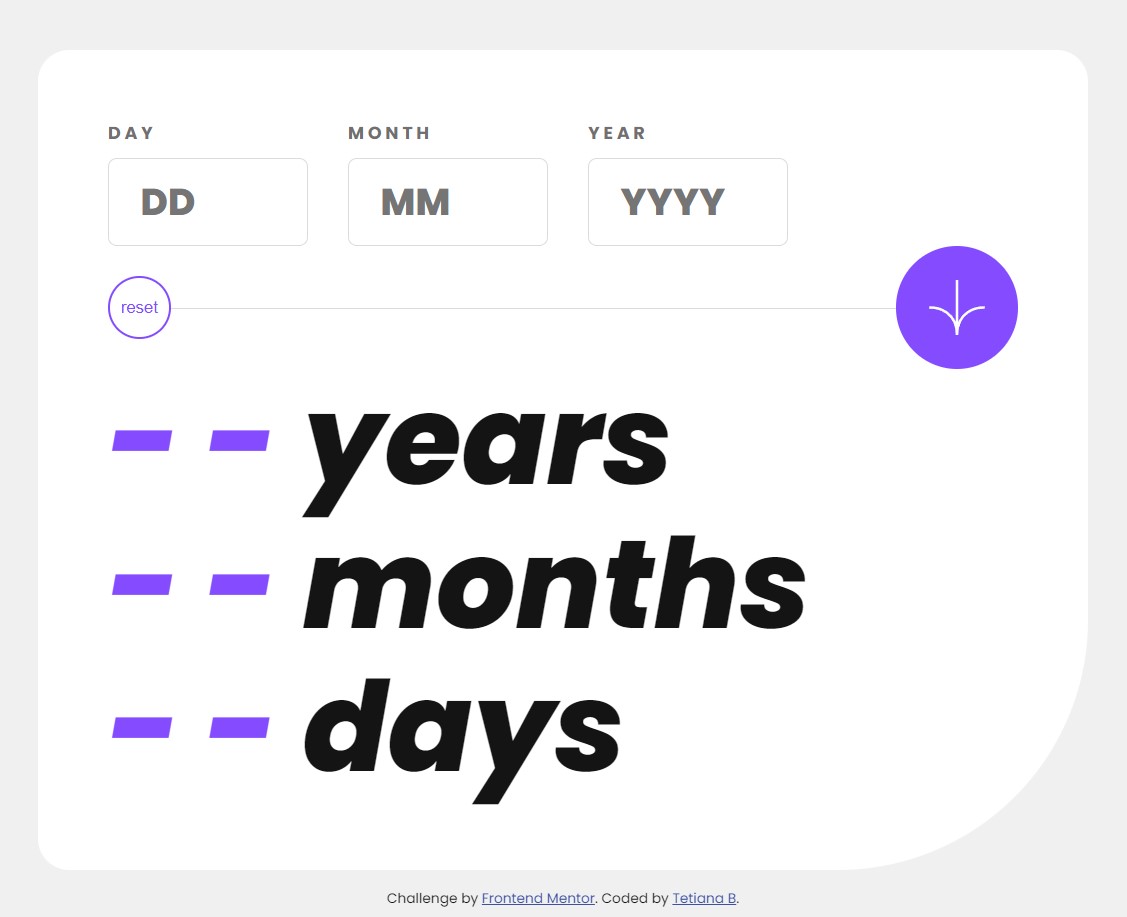 DAY MONTH YEAR
DD MM YYYY
reset
- - years
- - months
- - days
Challenge by Frontend Mentor. Coded by Tetiana B.